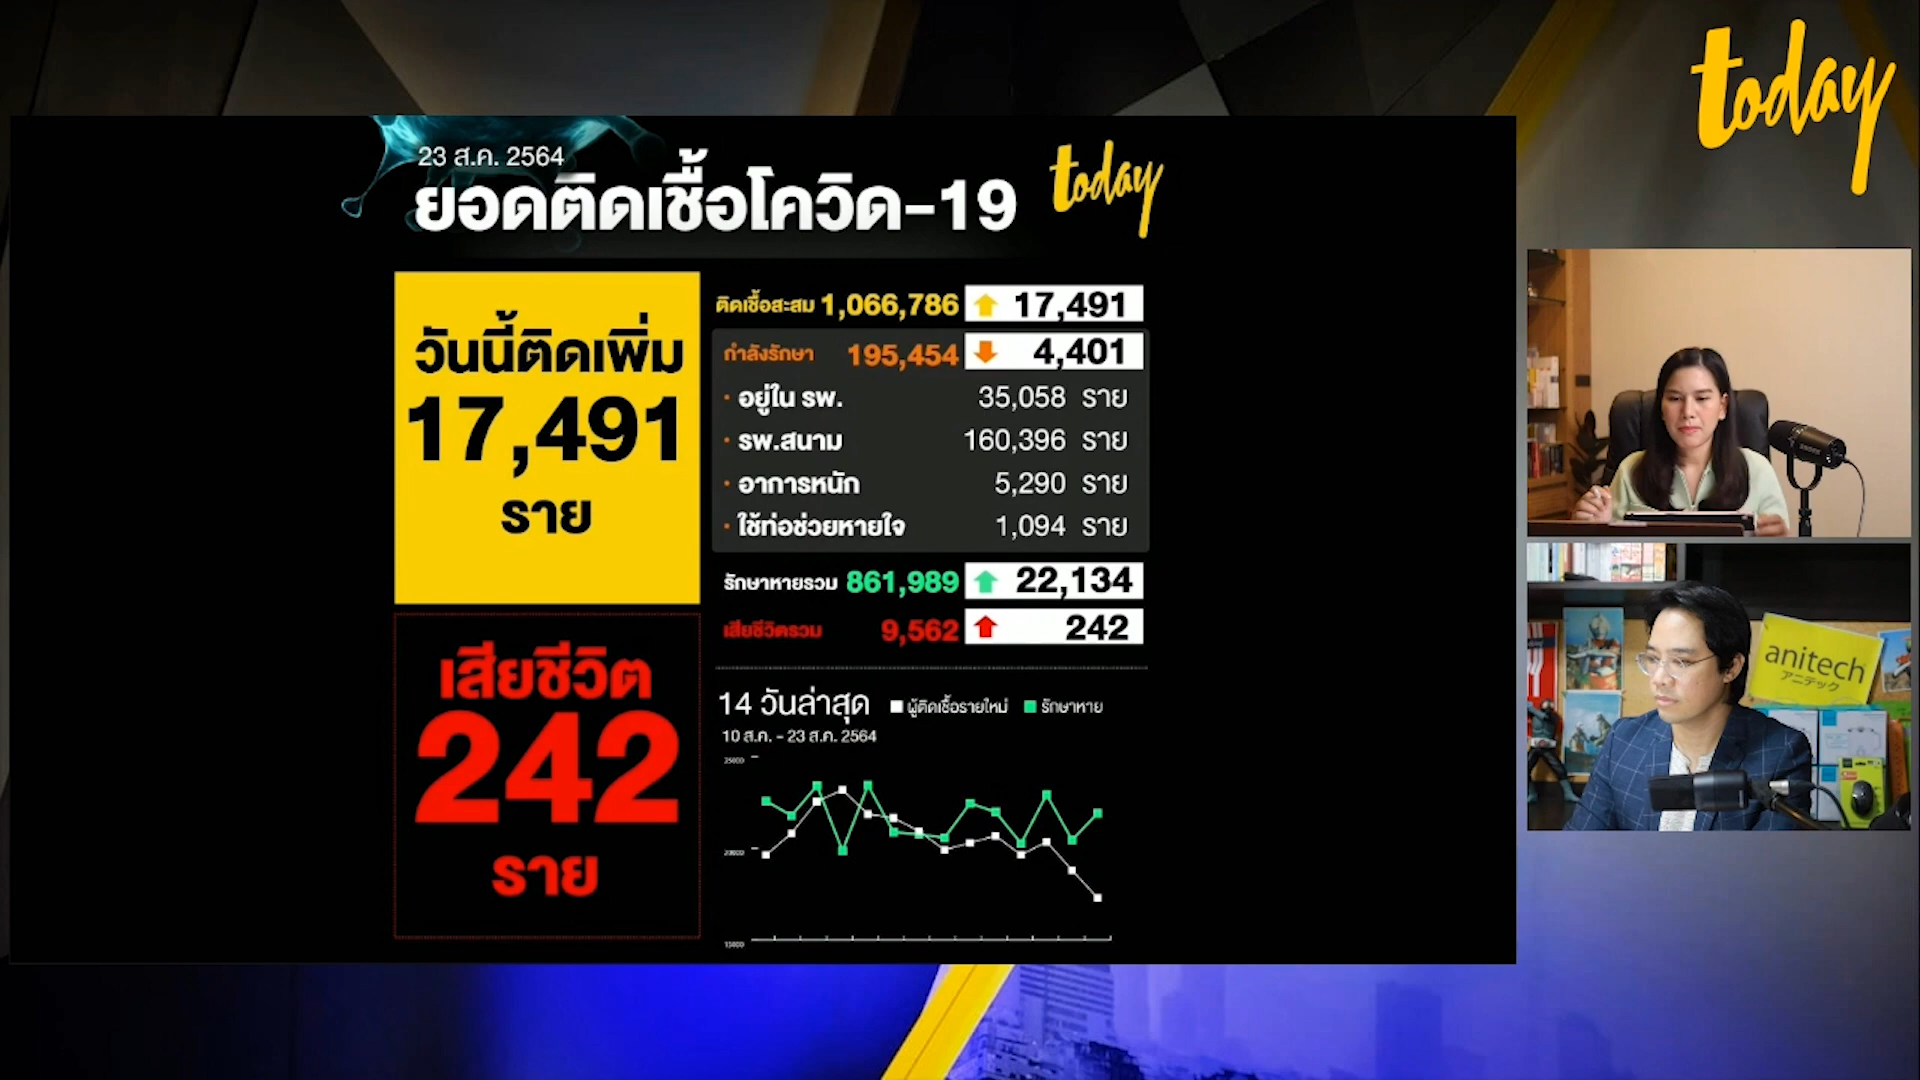 today
23 ส.ค. 2564
ยอดติดเชื้อโควิด-19
today
วันนี้ติดเพิ่ม
17,491
ราย
เสียชีวิต
242
ราย
ติดเชื้อสะสม 1,066,786 17,491
กำลังรักษา 195,454 4,401
· อยู่ใน รพ. 35,058 ราย
· รพ.สนาม 160,396 ราย
· อาการหนัก 5,290 ราย
· ใช้ท่อช่วยหายใจ 1,094 ราย
รักษาหายรวม 861,989 22,134
เสียชีวิตรวม 9,562 242
14 วันล่าสุด ผู้ติดเชื้อรายใหม่ รักษาหาย
10 ส.ค. - 23 ส.ค. 2564
25000
20000
15000
anitech
アニテック